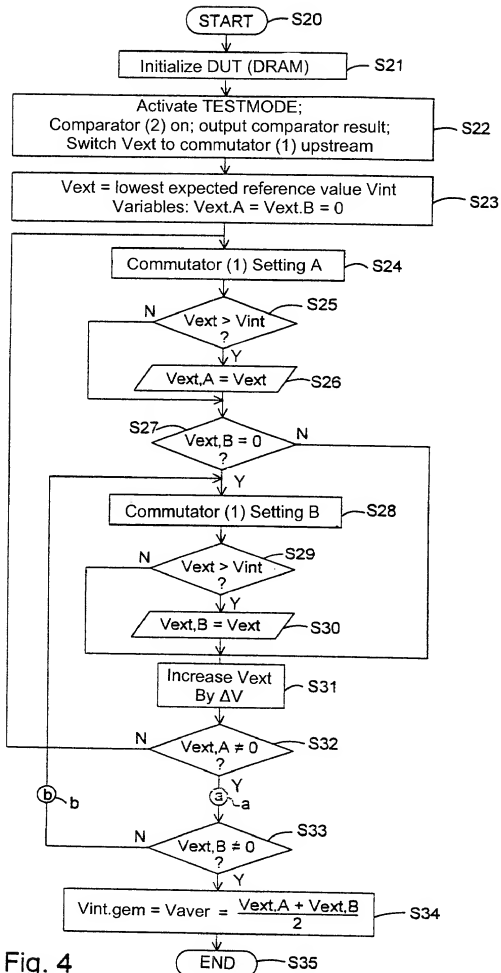 START
S20
Initialize DUT (DRAM)
S21
Activate TESTMODE;
Comparator (2) on; output comparator result;
Switch Vext to commutator (1) upstream
S22
Vext = lowest expected reference value Vint
Variables: Vext.A = Vext.B = 0
S23
Commutator (1) Setting A
S24
N
S25
Vext > Vint
?
Y
Vext,A = Vext
S26
S27
Vext,B = 0
?
N
Y
Commutator (1) Setting B
S28
N
S29
Vext > Vint
?
Y
Vext,B = Vext
S30
Increase Vext
By ΔV
S31
N
Vext,A ≠ 0
?
S32
Y
a
a
b
b
N
Vext,B ≠ 0
?
S33
Y
Vint.gem = Vaver = Vext,A + Vext,B
2
S34
Fig. 4
END
S35